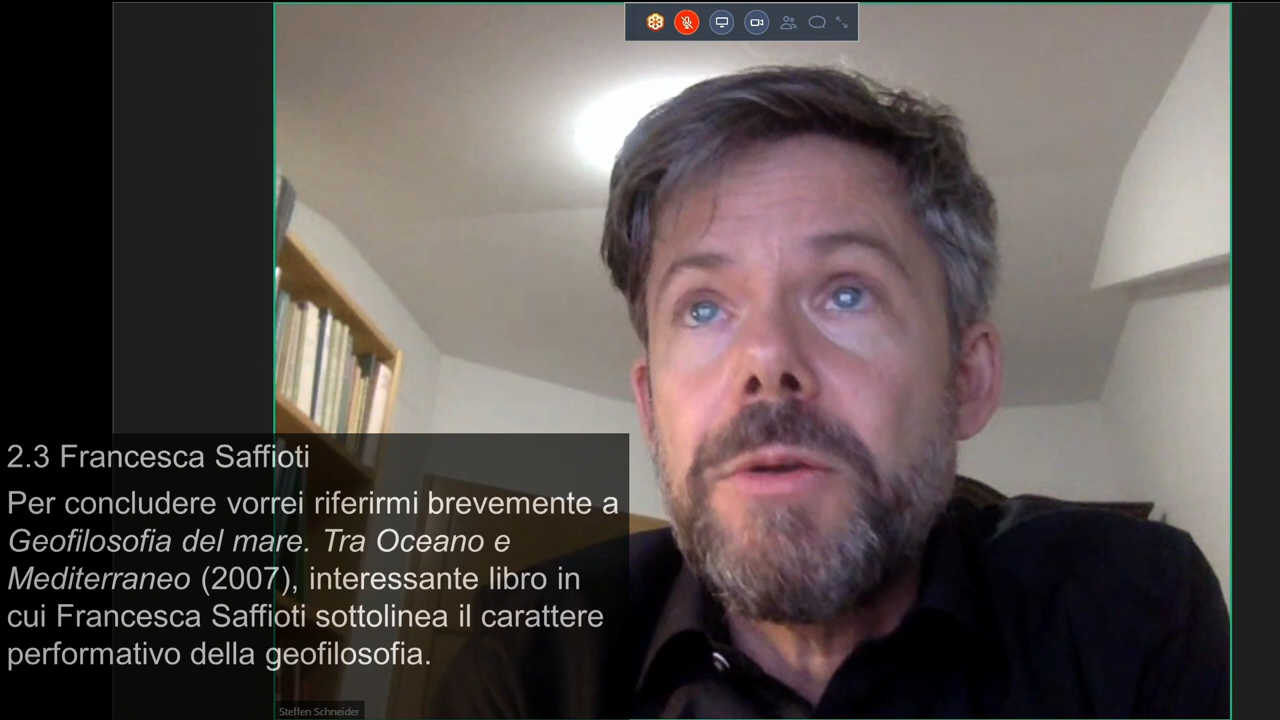 2.3 Francesca Saffioti
Per concludere vorrei riferirmi brevemente a
Geofilosofia del mare. Tra Oceano e
Mediterraneo (2007), interessante libro in
cui Francesca Saffioti sottolinea il carattere
performativo della geofilosofia.
Steffen Schneider